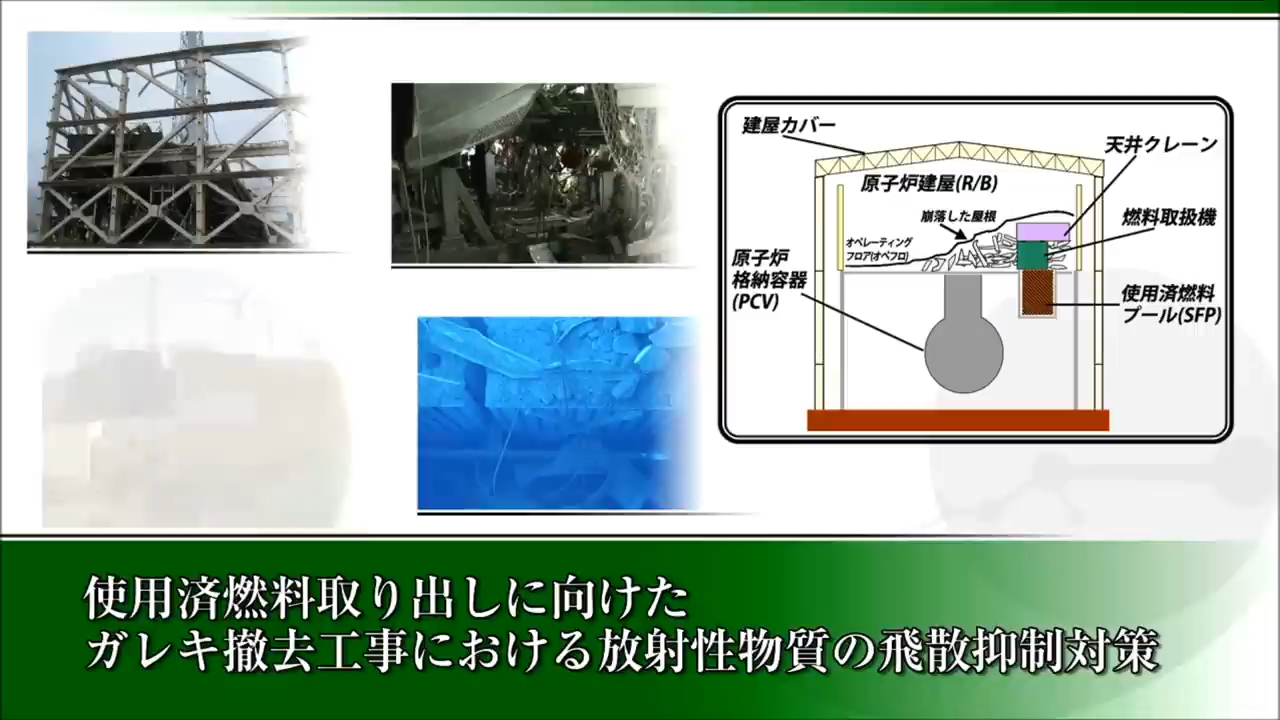 建屋カバー
天井クレーン
原子炉建屋(R/B)
崩落した屋根
燃料取扱機
オペレーティング
フロア(オペフロ)
原子炉
格納容器
(PCV)
使用済燃料
プール(SFP)
使用済燃料取り出しに向けた
ガレキ撤去工事における放射性物質の飛散抑制対策